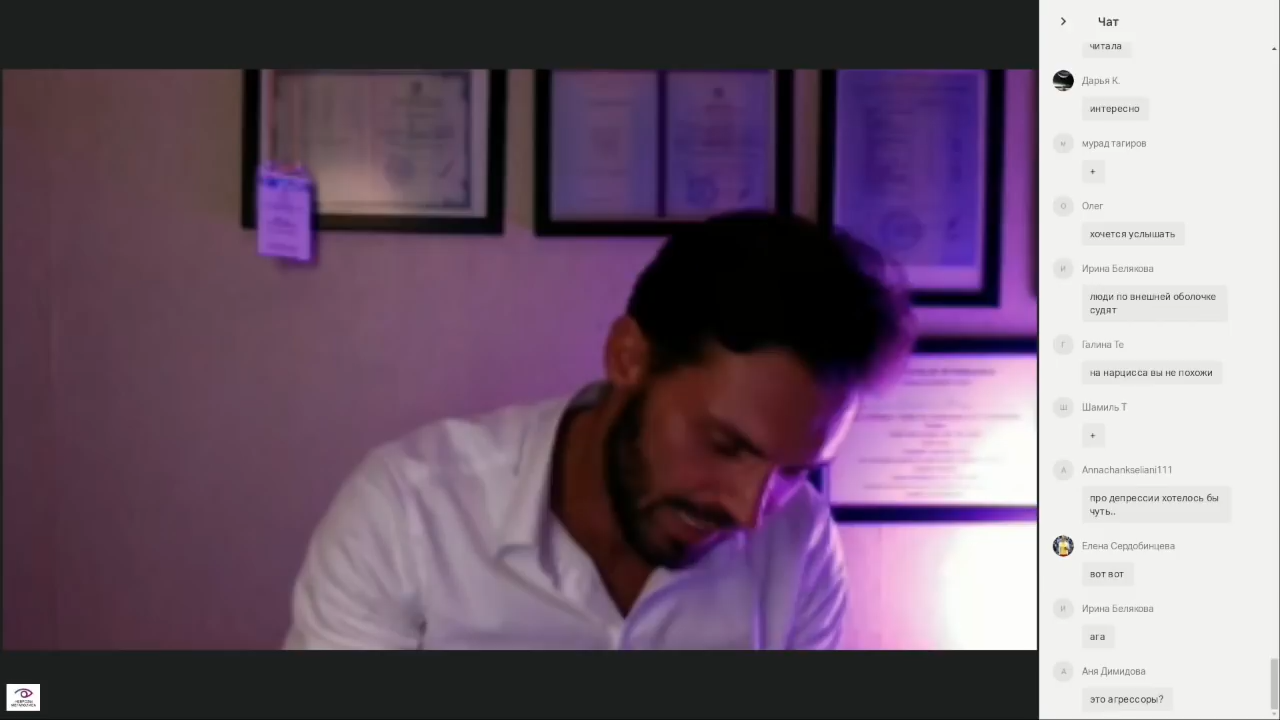 Чат
читала
Дарья К.
интересно
м
мурад тагиров
+
О
Олег
хочется услышать
И
Ирина Белякова
люди по внешней оболочке
судят
Г
Галина Те
на нарцисса вы не похожи
Ш
Шамиль Т
+
A
Annachankseliani111
про депрессии хотелось бы
чуть..
Елена Сердобинцева
вот вот
И
Ирина Белякова
ага
А
Аня Димидова
это агрессоры?